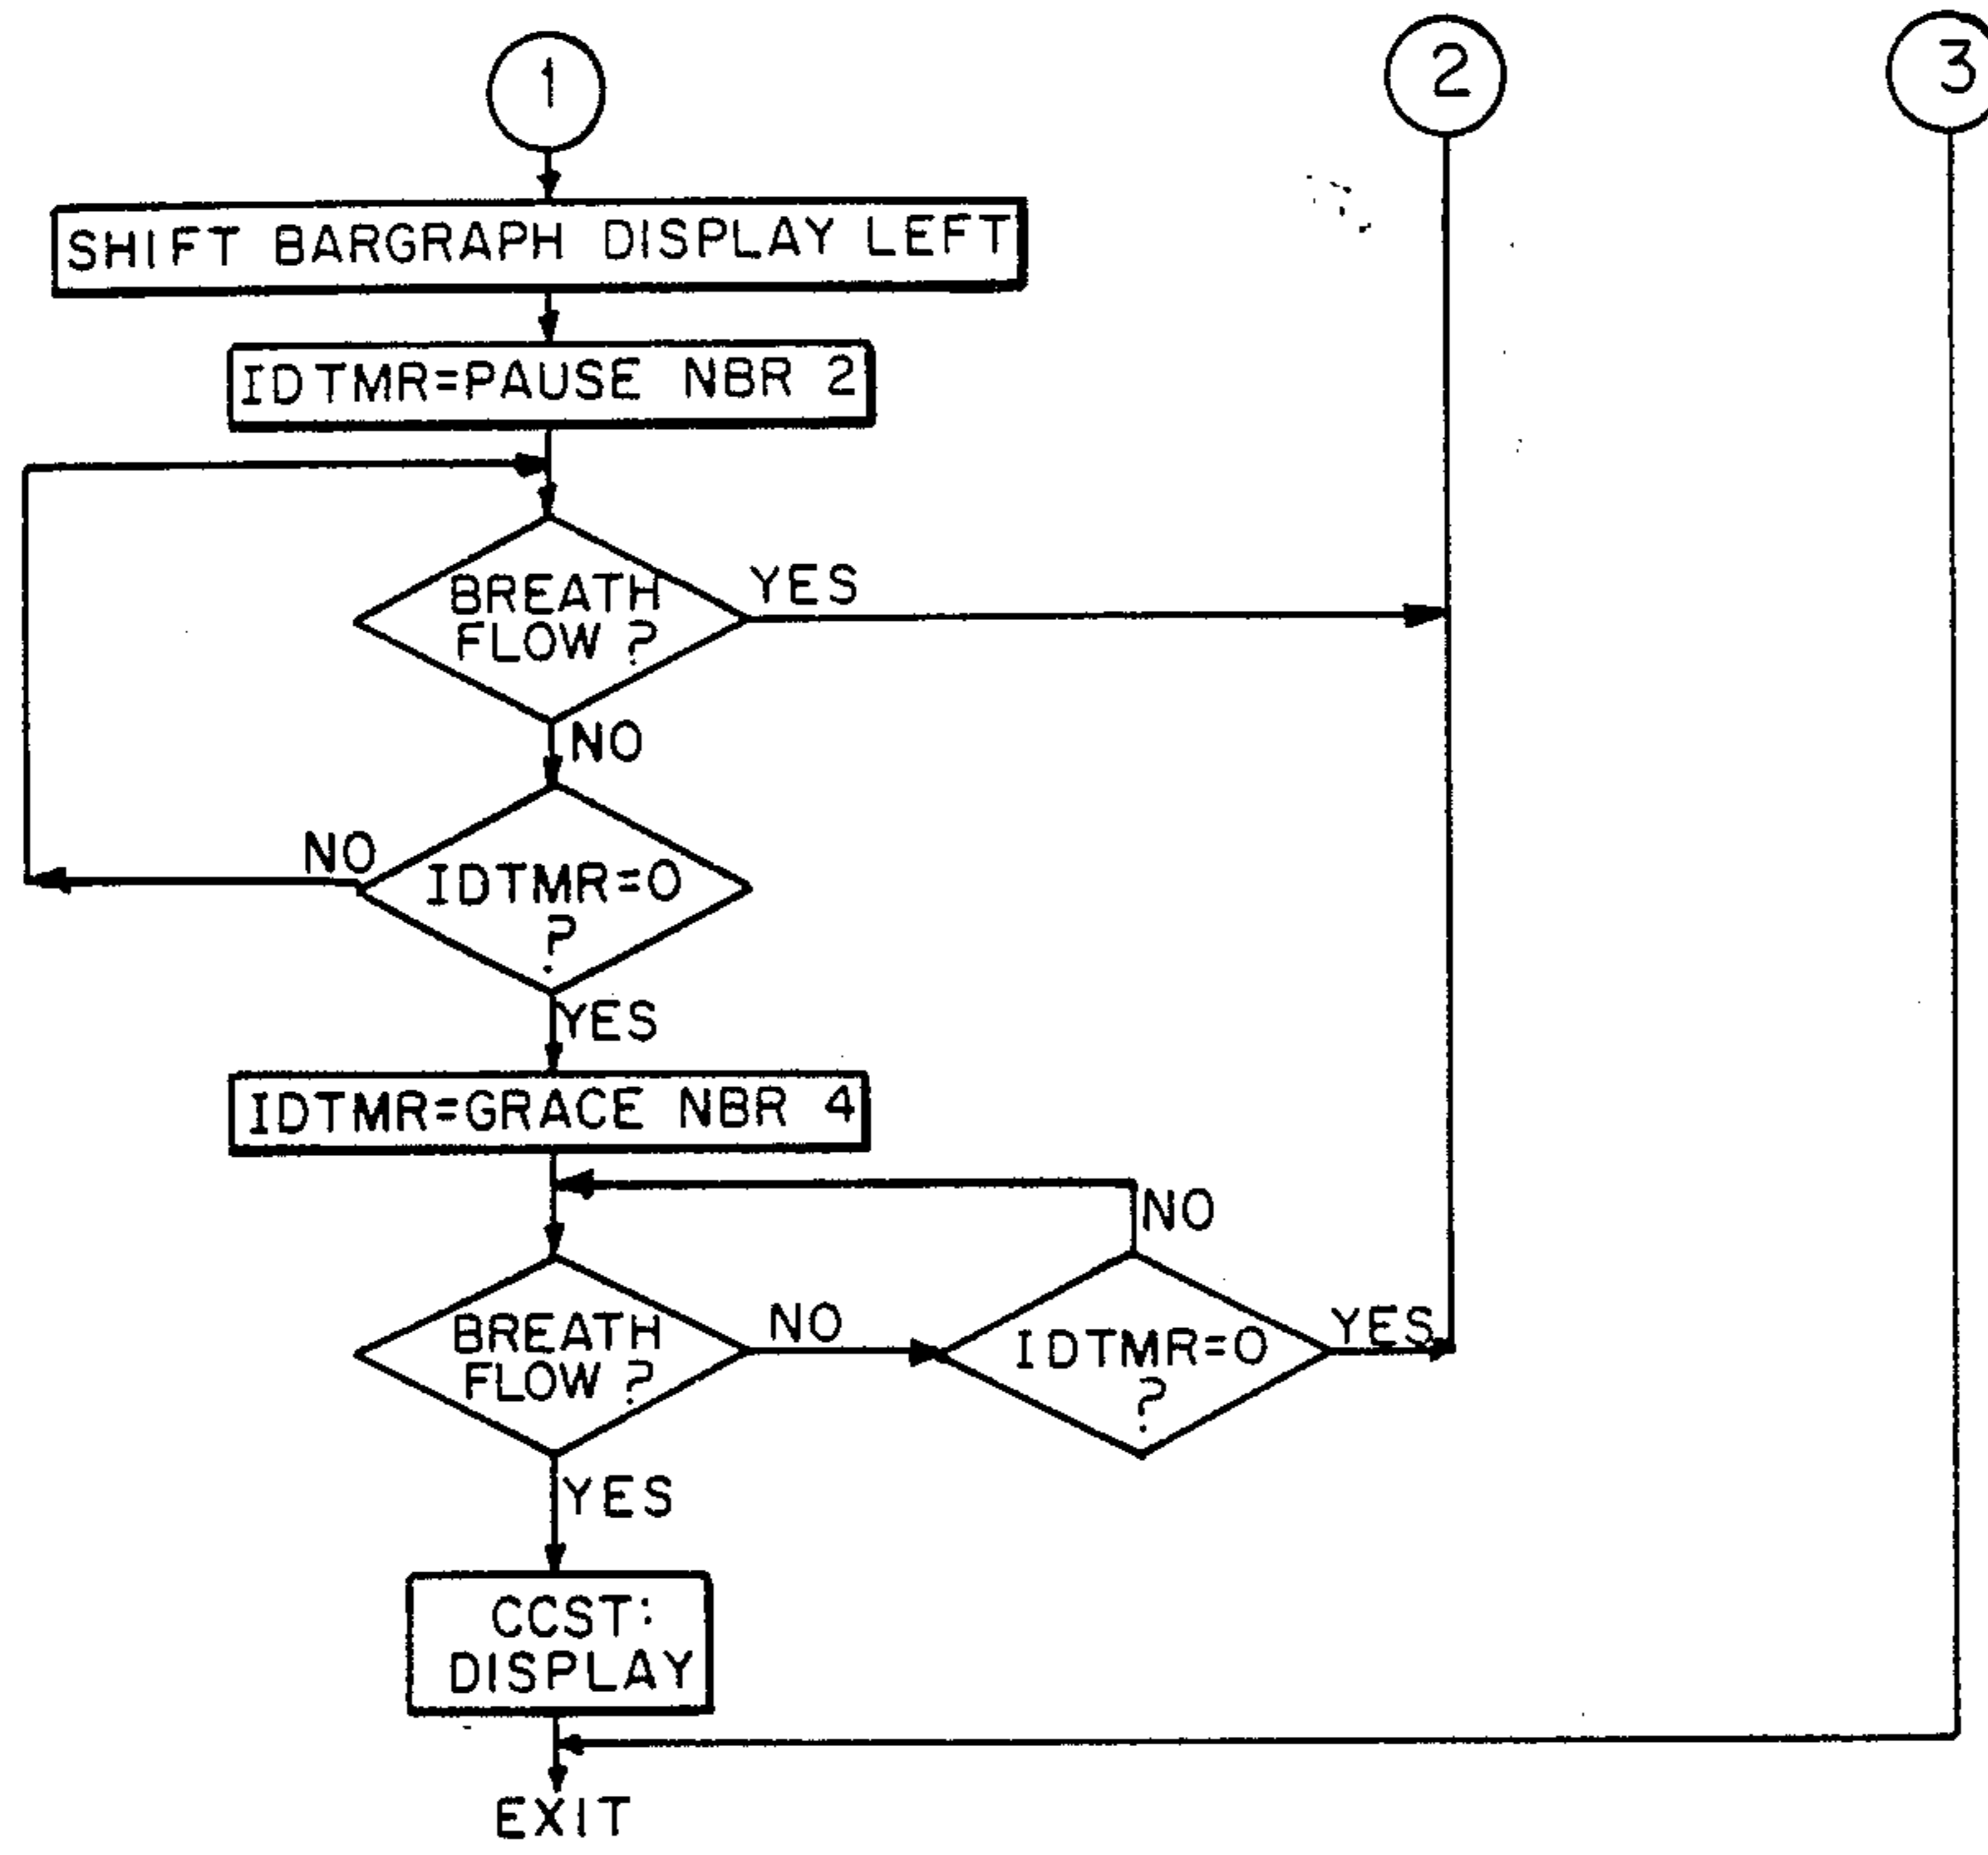 1
2
3
SHIFT BARGRAPH DISPLAY LEFT
IDTMR=PAUSE NBR 2
BREATH
FLOW ?
YES
NO
IDTMR=0
?
NO
YES
IDTMR=GRACE NBR 4
BREATH
FLOW ?
NO
IDTMR=0
?
NO
YES
YES
CCST:
DISPLAY
EXIT